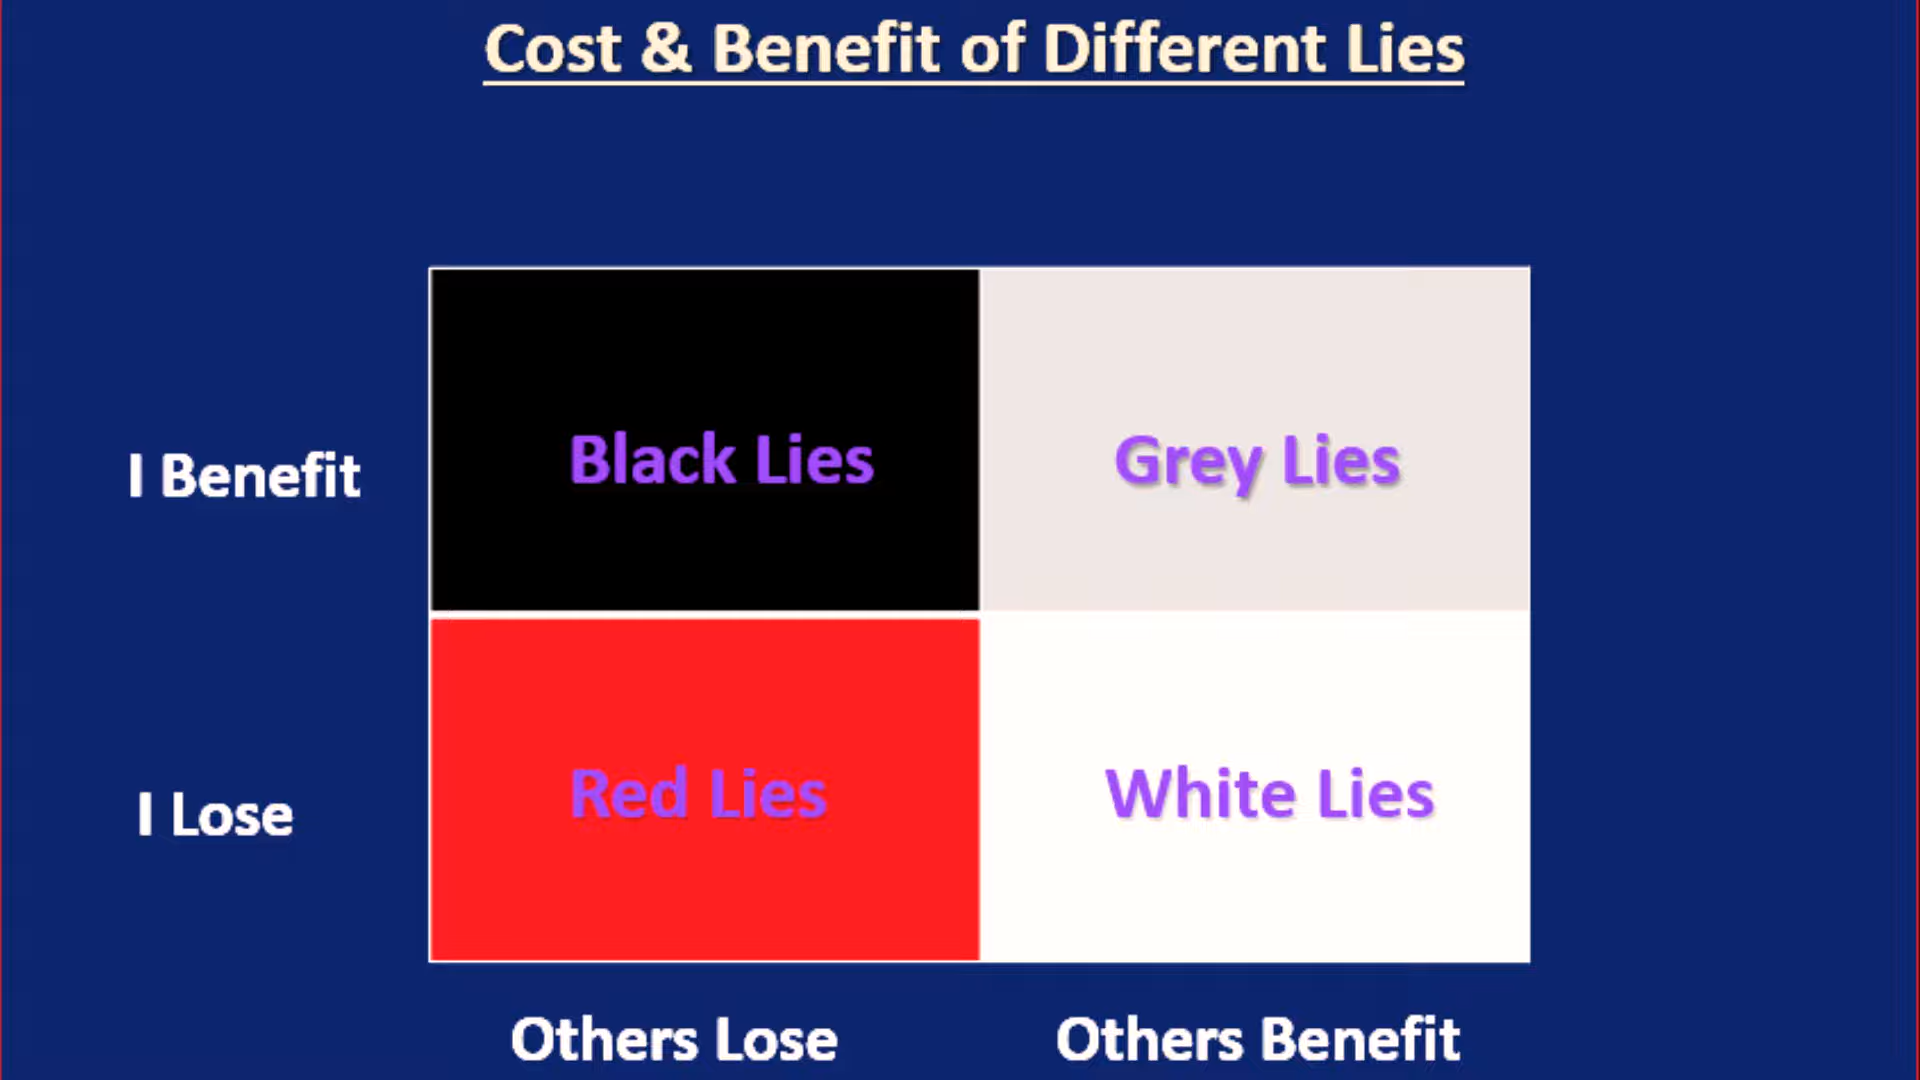 Cost & Benefit of Different Lies
I Benefit
Black Lies
Grey Lies
I Lose
Red Lies
White Lies
Others Lose
Others Benefit